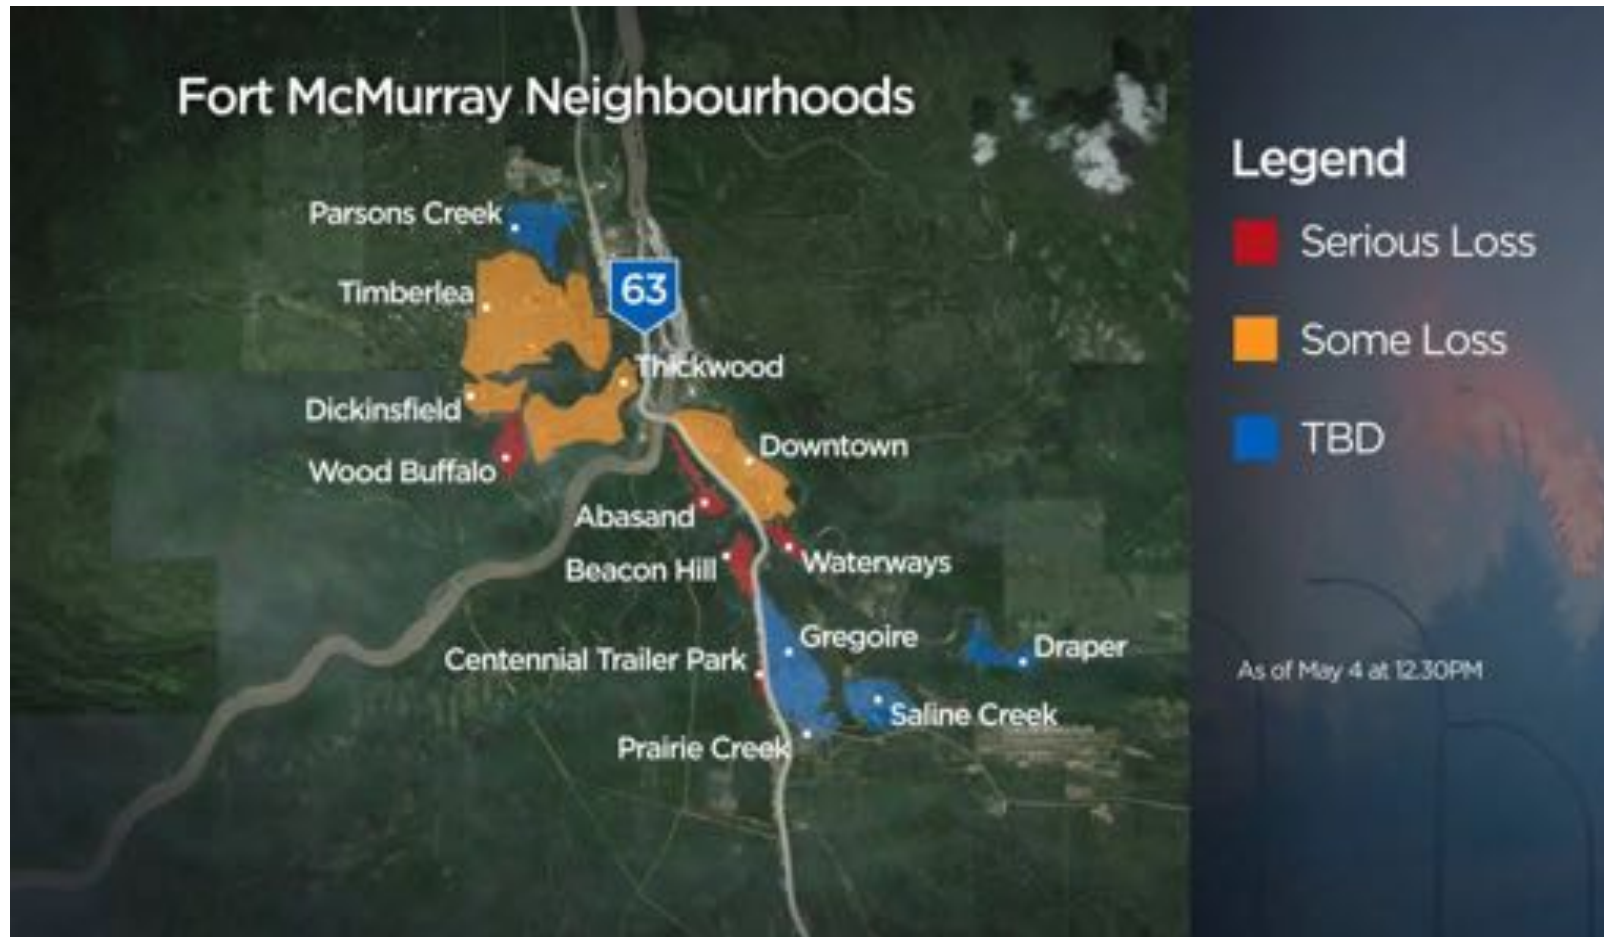 Fort McMurray Neighbourhoods
Legend
Serious Loss
Some Loss
TBD
As of May 4 at 12.30PM
Parsons Creek
Timberlea
63
Thickwood
Dickinsfield
Wood Buffalo
Downtown
Abasand
Beacon Hill
Waterways
Gregoire
Draper
Centennial Trailer Park
Saline Creek
Prairie Creek